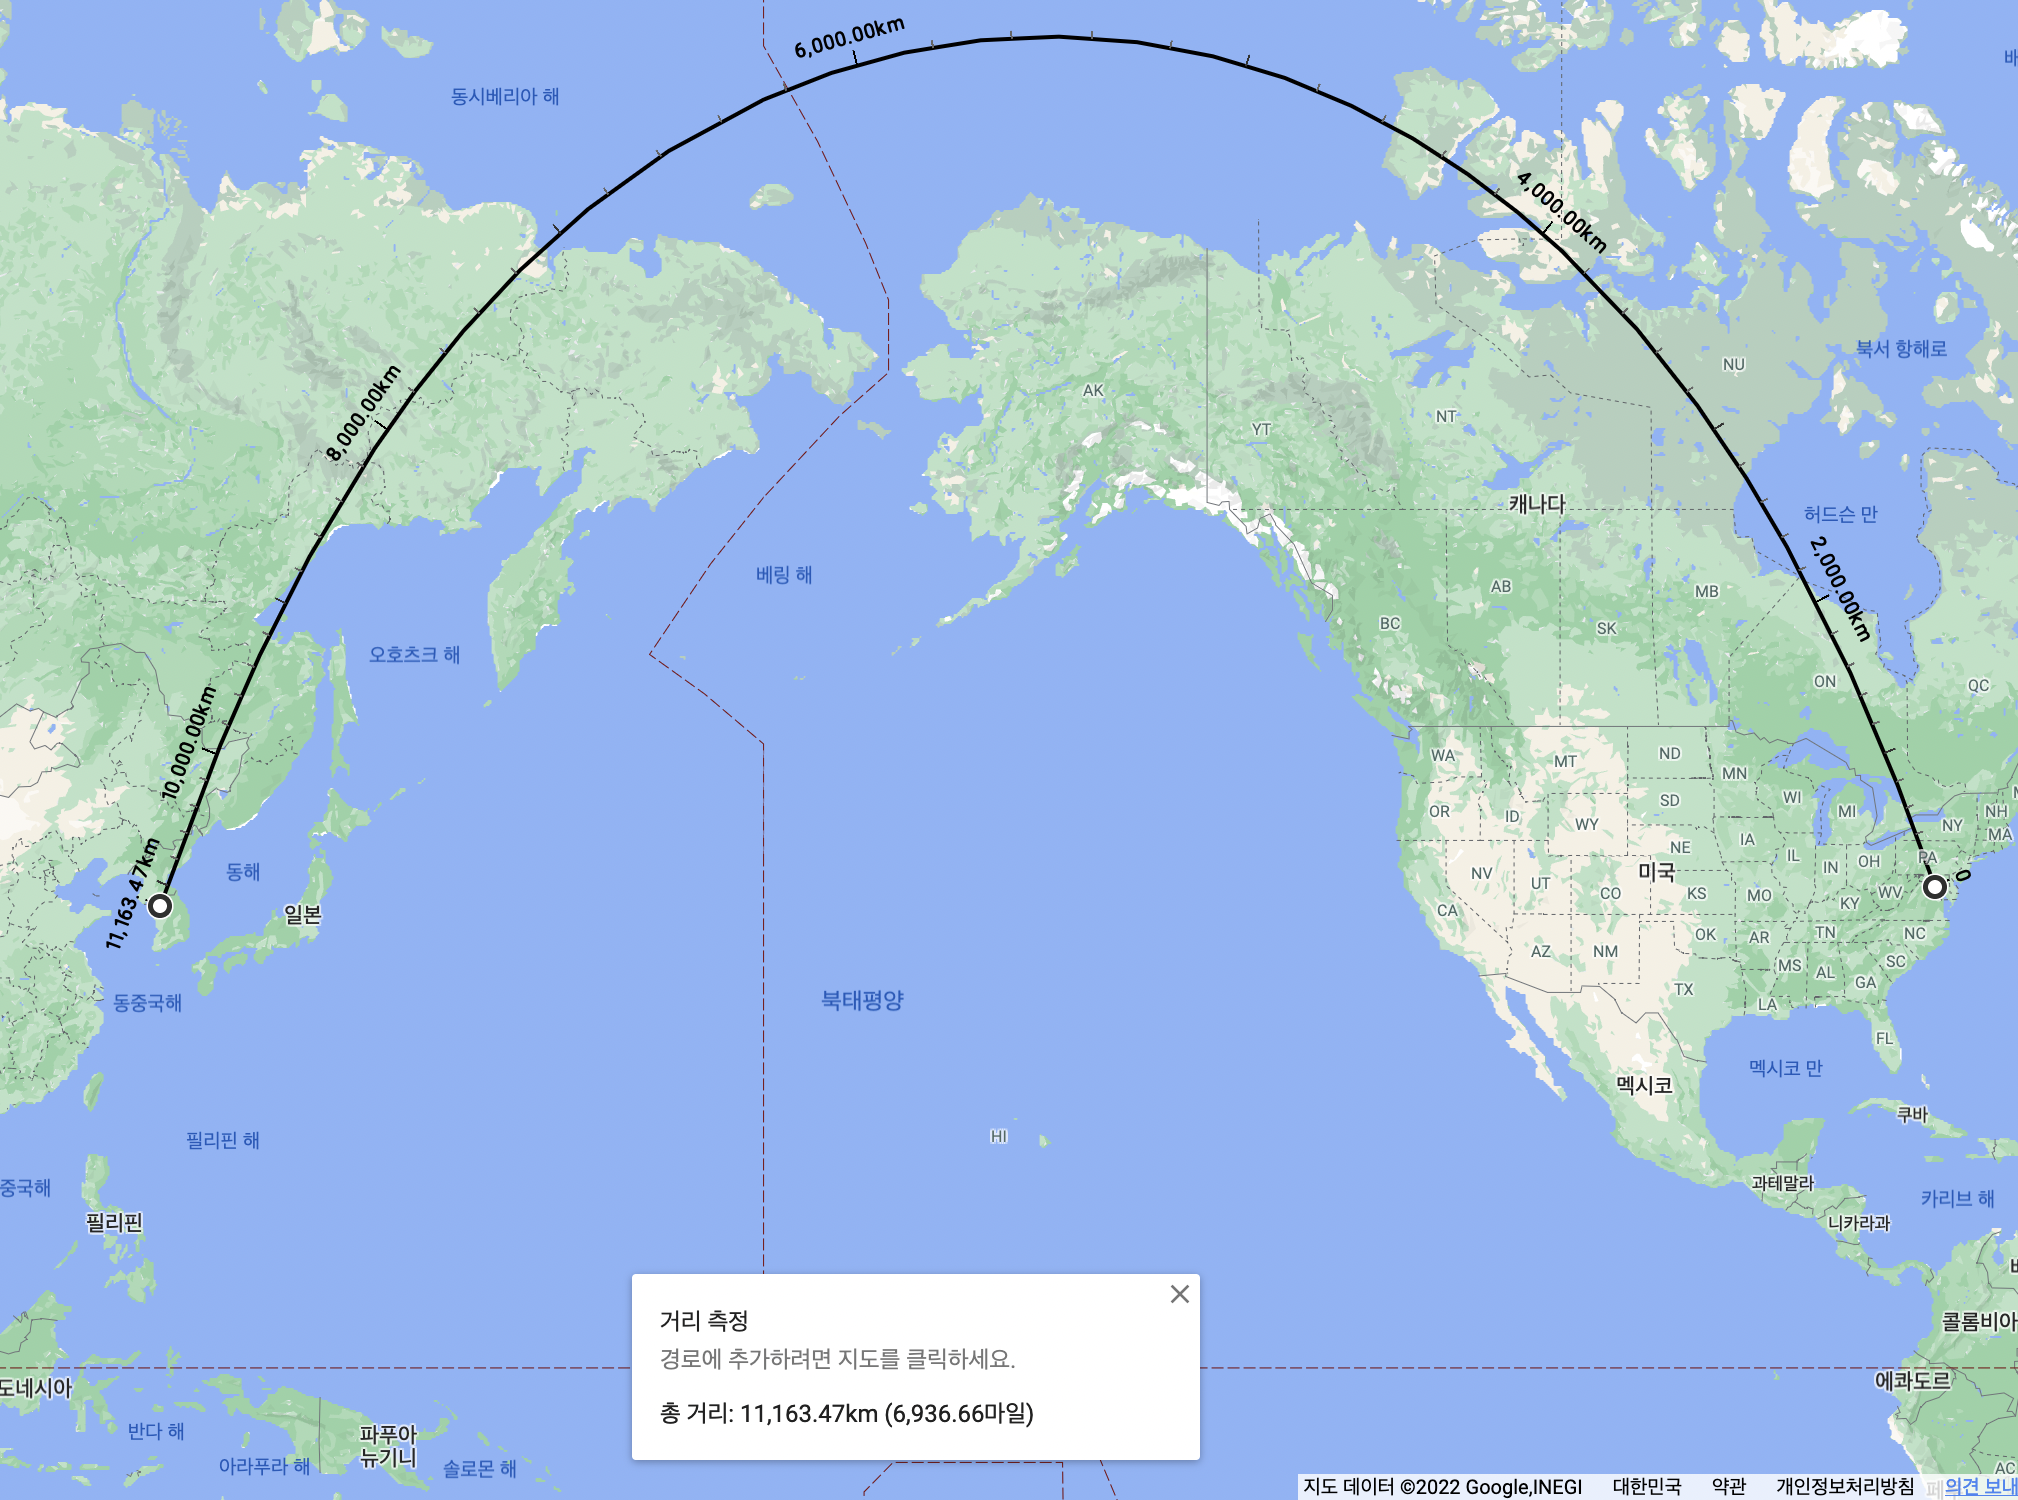 6,000.00km
동시베리아 해
4,000.00km
북서 항해로
NU
AK
NT
YT
8,000.00km
캐나다
허드슨 만
2,000.00km
베링 해
AB
MB
BC
SK
오호츠크 해
ON
QC
10,000.00km
WA
MT
ND
MN
OR
ID
WY
SD
WI
MI
NY
NH
MA
IA
NE
IL
IN
OH
PA
11,163.47km
동해
NV
UT
CO
미국
KS
MO
KY
WV
0
일본
CA
AZ
NM
OK
AR
TN
NC
MS
AL
SC
GA
동중국해
북태평양
TX
LA
FL
멕시코 만
멕시코
쿠바
필리핀 해
HI
중국해
과테말라
카리브 해
필리핀
니카라과
거리 측정
경로에 추가하려면 지도를 클릭하세요.
총 거리: 11,163.47km (6,936.66마일)
콜롬비아
도네시아
에콰도르
반다 해
파푸아
뉴기니
아라푸라 해
솔로몬 해
AC
지도 데이터 ©2022 Google,INEGI 대한민국 약관 개인정보처리방침 의견 보내